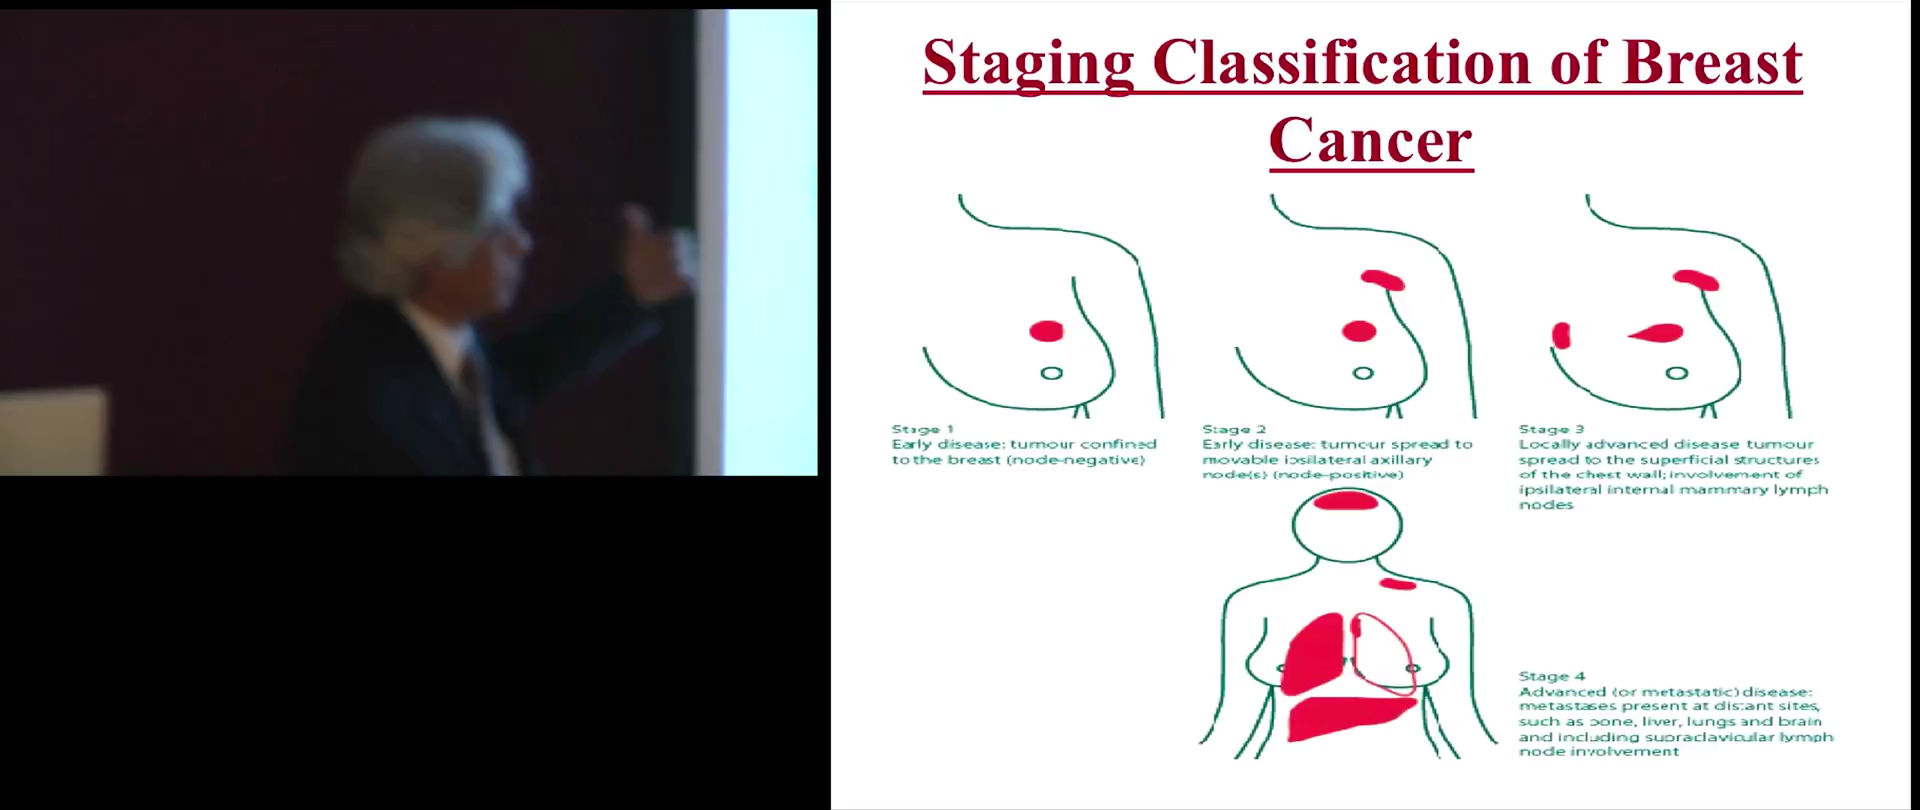 Staging Classification of Breast
Cancer
Stage 1
Early disease: tumour confined
to the breast (node-negative)
Stage 2
Early disease: tumour spread to
movable ipsilateral axillary
node(s) (node-positive)
Stage 3
Locally advanced disease tumour
spread to the superficial structures
of the chest wall; involvement of
ipsilateral internal mammary lymph
nodes
Stage 4
Advanced (or metastatic) disease:
metastases present at distant sites,
such as bone, liver, lungs and brain
and including supraclavicular lymph
node involvement